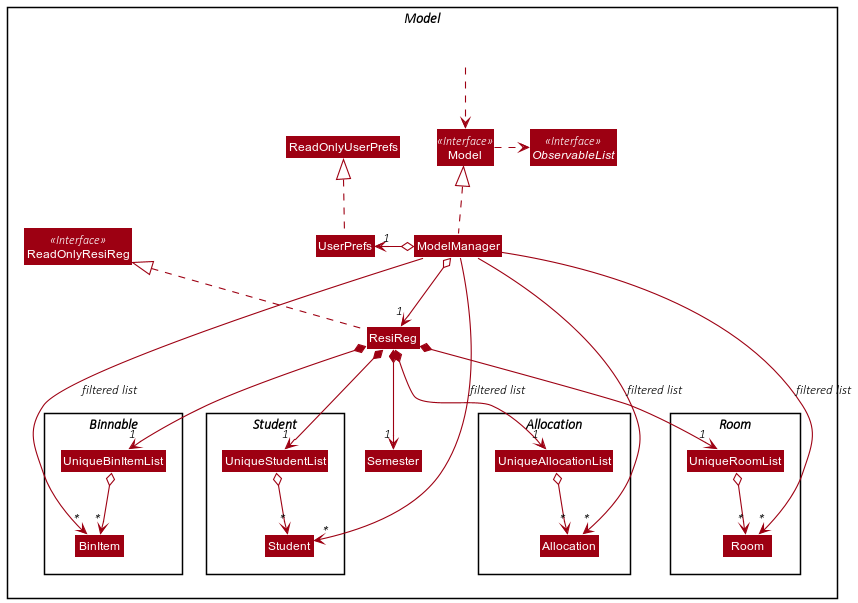 Model
«Interface»
Model
«Interface»
ObservableList
ReadOnlyUserPrefs
«Interface»
ReadOnlyResiReg
UserPrefs
1
ModelManager
1
ResiReg
filtered list
filtered list
filtered list
filtered list
Binnable
Student
Allocation
Room
1
1
1
1
1
UniqueBinItemList
UniqueStudentList
Semester
UniqueAllocationList
UniqueRoomList
*
*
*
*
*
*
*
*
BinItem
Student
Allocation
Room